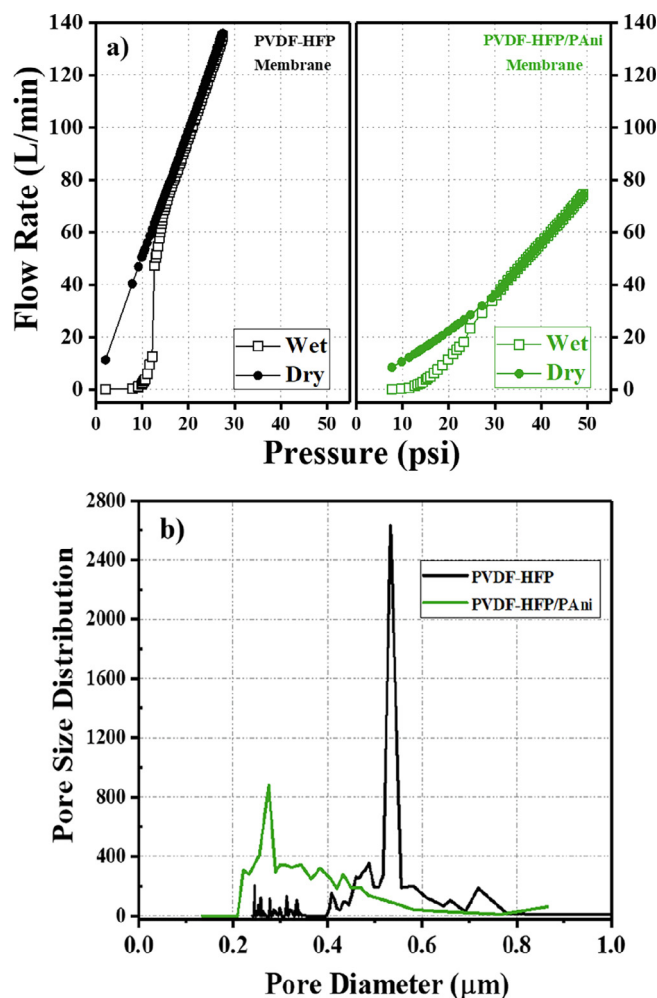 a)
PVDF-HFP
Membrane
PVDF-HFP/PAni
Membrane
140
120
100
80
60
40
20
0
Flow Rate (L/min)
140
120
100
80
60
40
20
0
Wet
Dry
Wet
Dry
0 10 20 30 40 50
0 10 20 30 40 50
Pressure (psi)
b)
PVDF-HFP
PVDF-HFP/PAni
2800
2400
2000
1600
1200
800
400
0
Pore Size Distribution
0.0 0.2 0.4 0.6 0.8 1.0
Pore Diameter (μm)